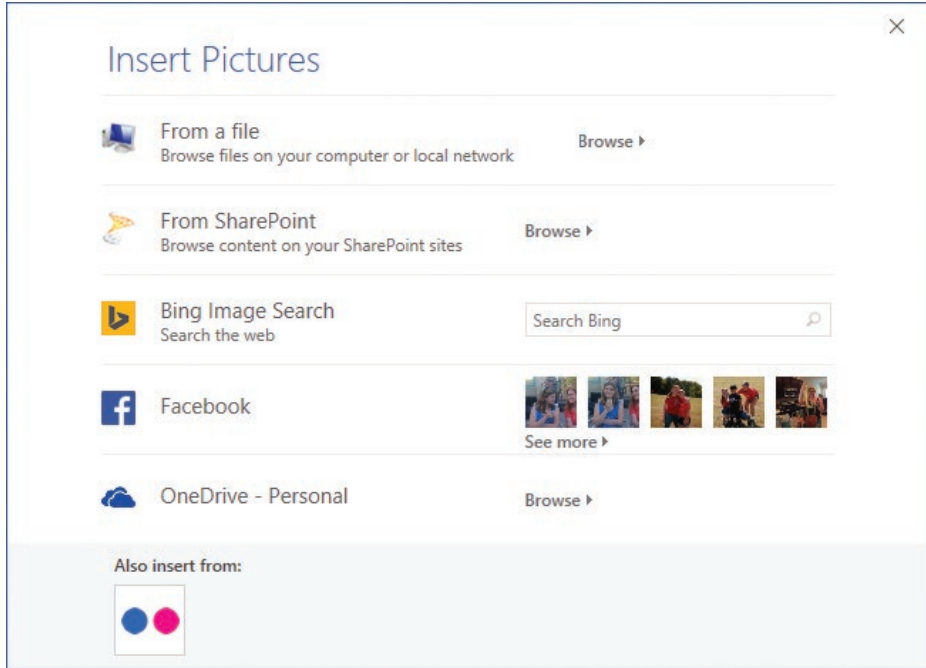 Insert Pictures
From a file
Browse files on your computer or local network
Browse
From SharePoint
Browse content on your SharePoint sites
Browse
Bing Image Search
Search the web
Search Bing
Facebook
See more
OneDrive - Personal
Browse
Also insert from: